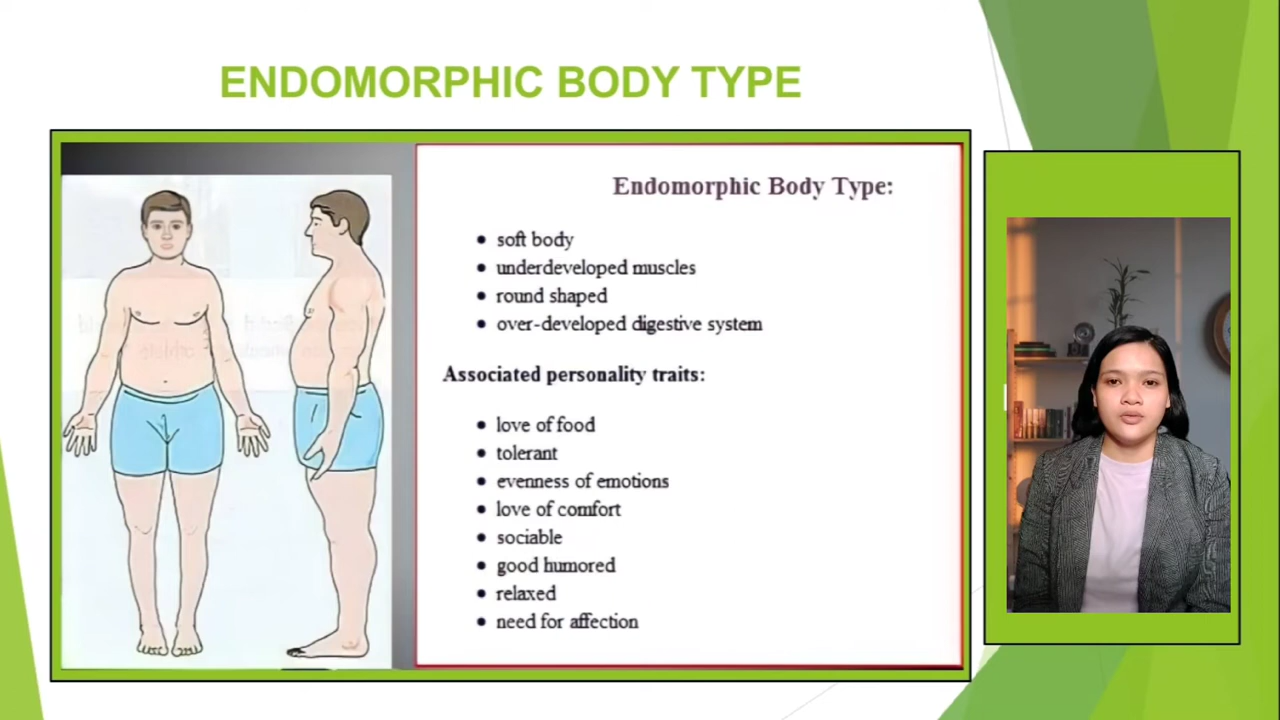 ENDOMORPHIC BODY TYPE
Endomorphic Body Type:
• soft body
• underdeveloped muscles
• round shaped
• over-developed digestive system
Associated personality traits:
• love of food
• tolerant
• evenness of emotions
• love of comfort
• sociable
• good humored
• relaxed
• need for affection